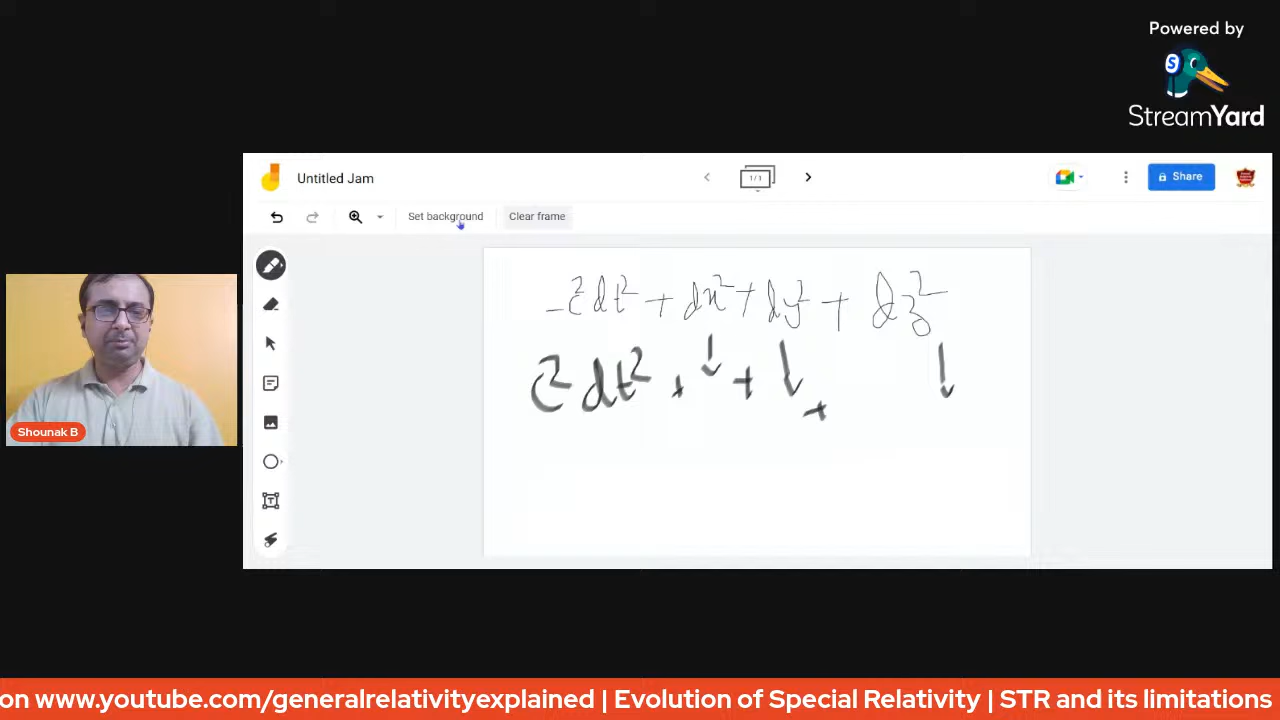 Powered by
StreamYard
Untitled Jam
1/1
Share
Set background
Clear frame
-c²dt² + dx² + dy² + dz²
c²dt² + ↓ + ↓ + ↓
Shounak B
on www.youtube.com/generalrelativityexplained | Evolution of Special Relativity | STR and its limitations